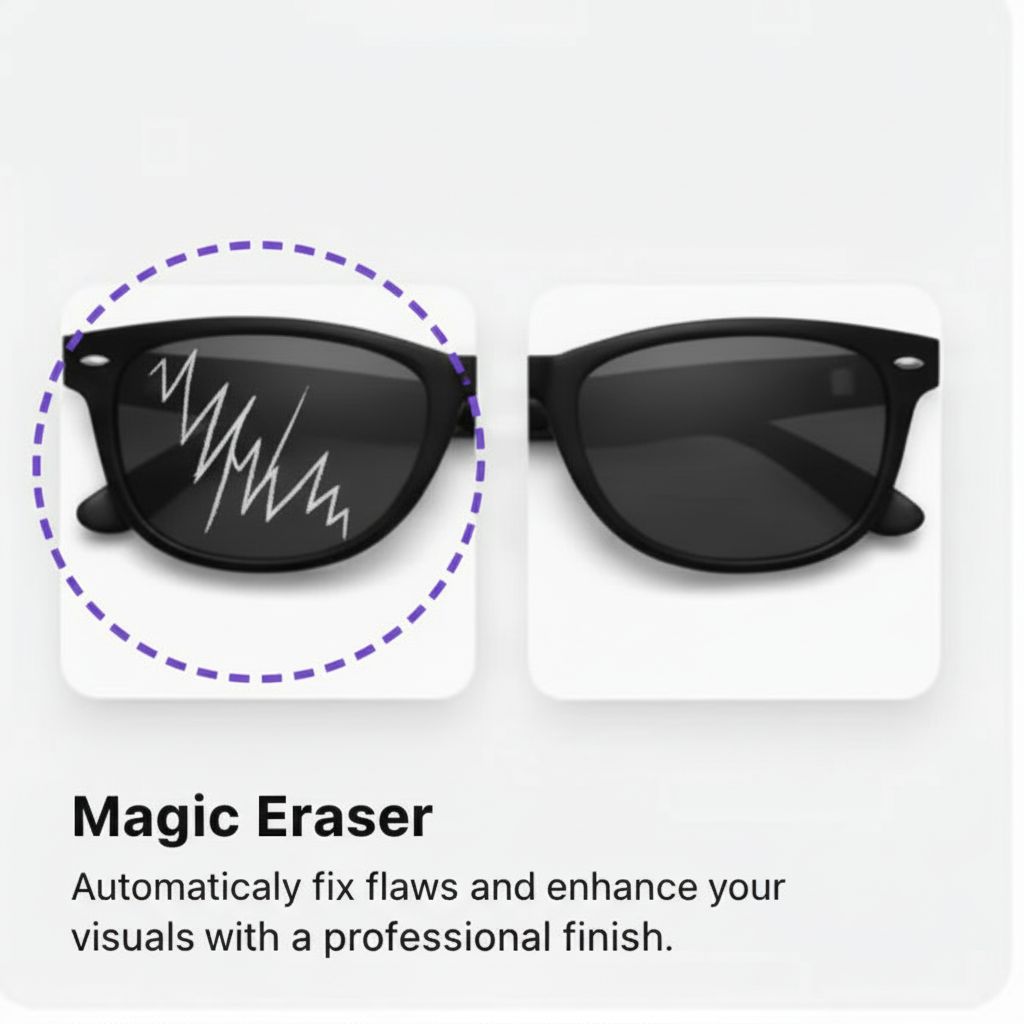 Magic Eraser
Automaticaly fix flaws and enhance your
visuals with a professional finish.